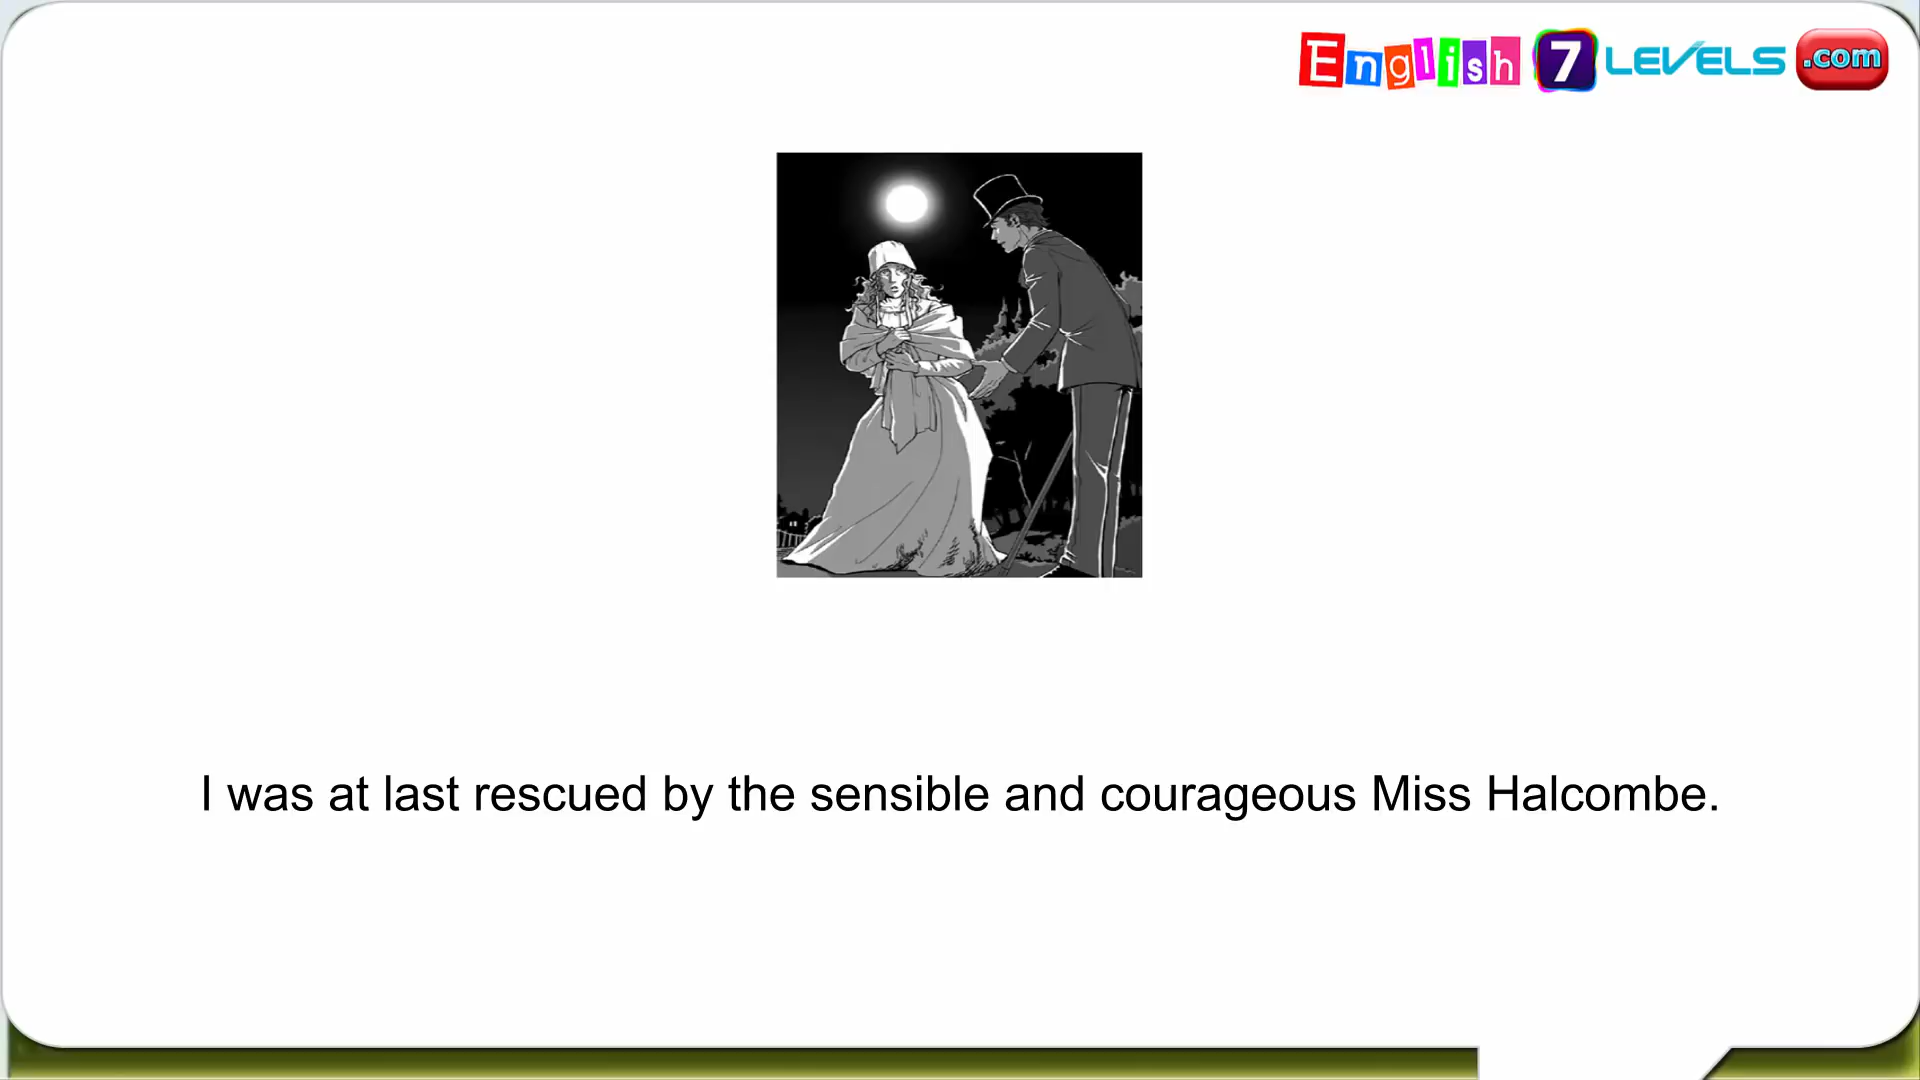 English 7 LEVELS .com
I was at last rescued by the sensible and courageous Miss Halcombe.